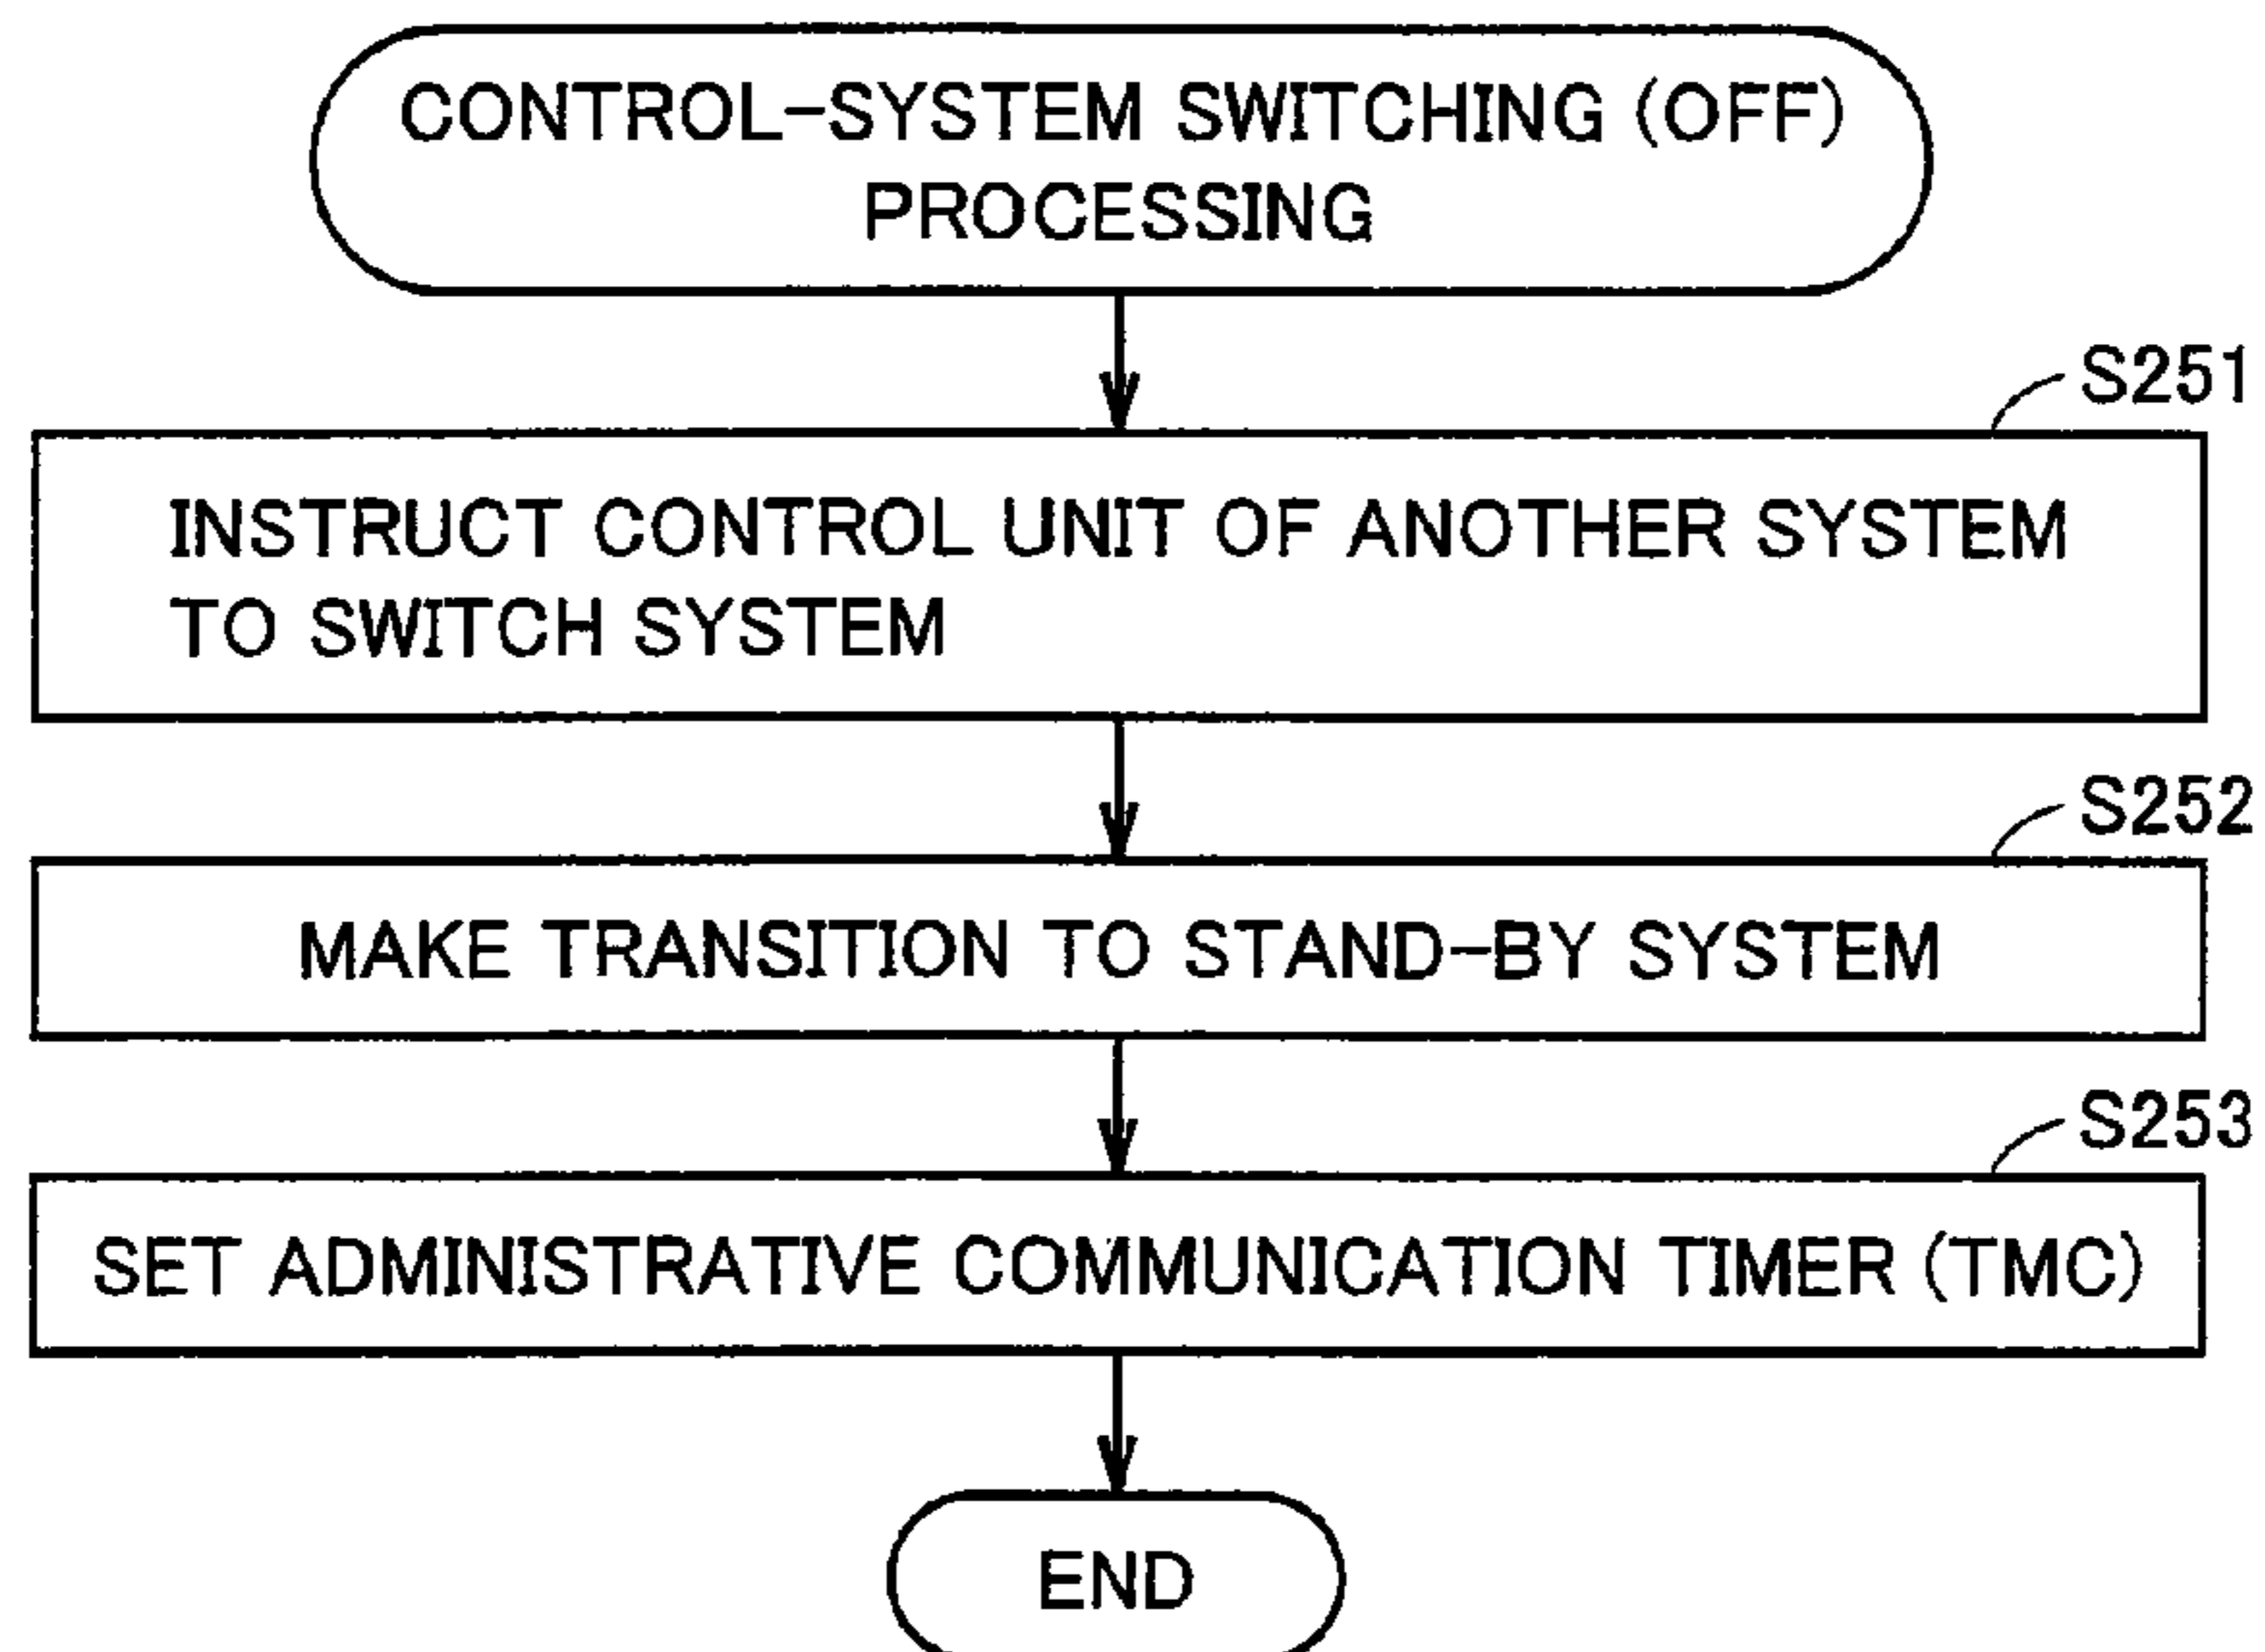 CONTROL-SYSTEM SWITCHING (OFF)
PROCESSING
S251
INSTRUCT CONTROL UNIT OF ANOTHER SYSTEM
TO SWITCH SYSTEM
S252
MAKE TRANSITION TO STAND-BY SYSTEM
S253
SET ADMINISTRATIVE COMMUNICATION TIMER (TMC)
END